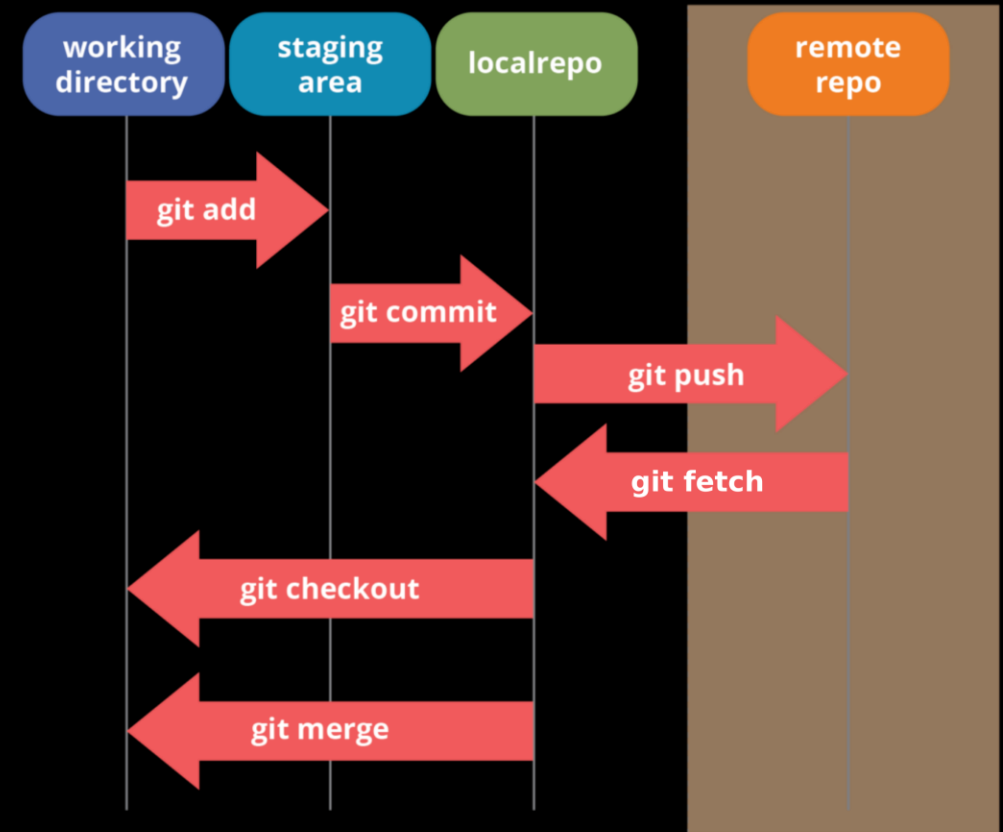 working
directory
staging
area
localrepo
remote
repo
git add
git commit
git push
git fetch
git checkout
git merge